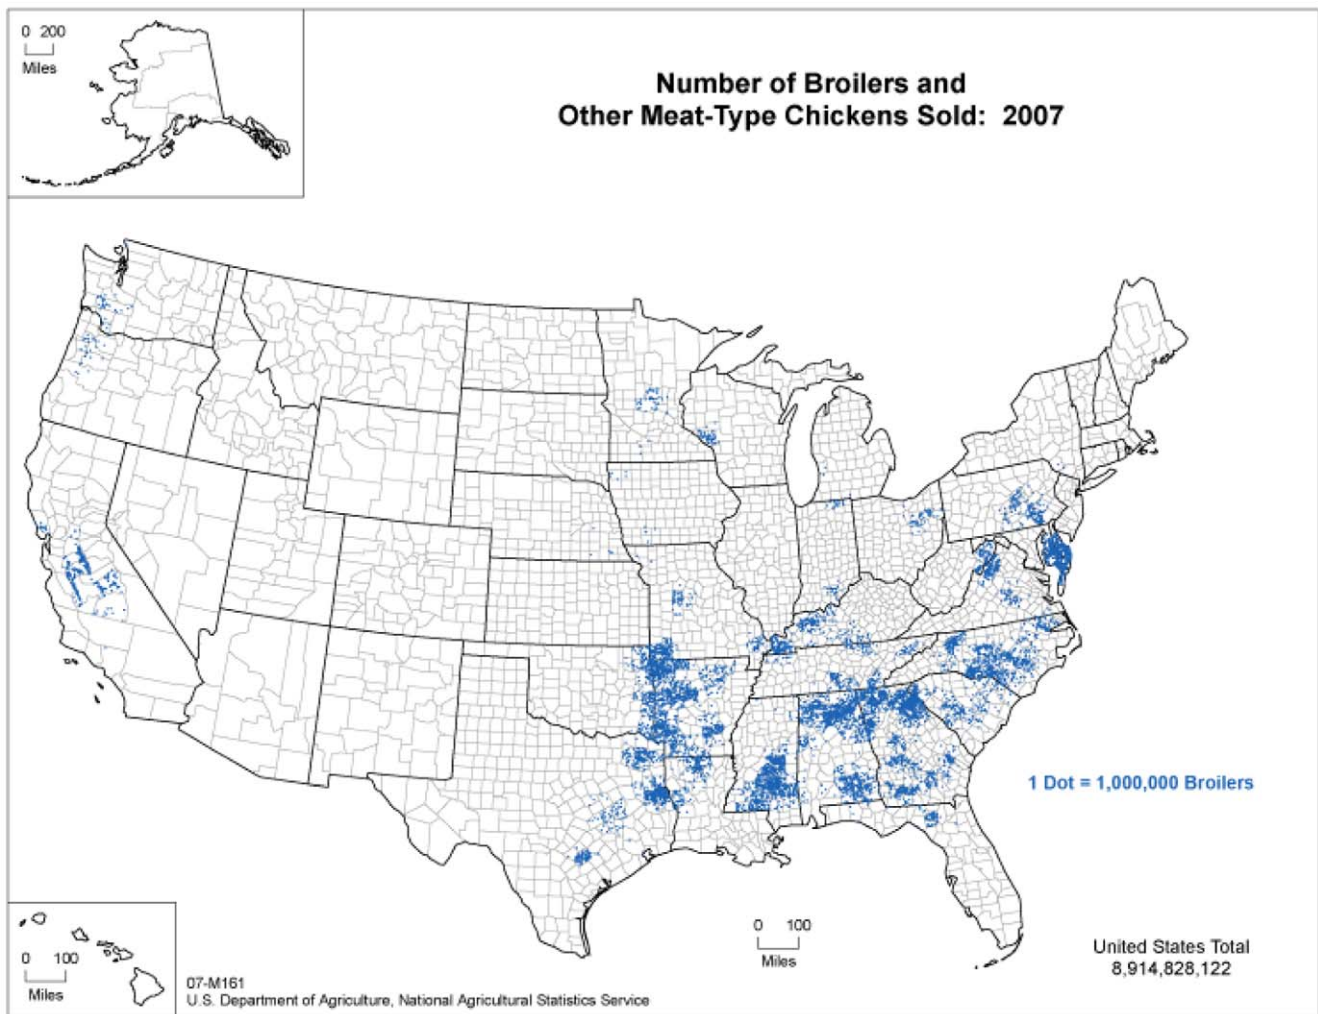 0 200
Miles
Number of Broilers and
Other Meat-Type Chickens Sold: 2007
1 Dot = 1,000,000 Broilers
0 100
Miles
United States Total
8,914,828,122
0 100
Miles
07-M161
U.S. Department of Agriculture, National Agricultural Statistics Service